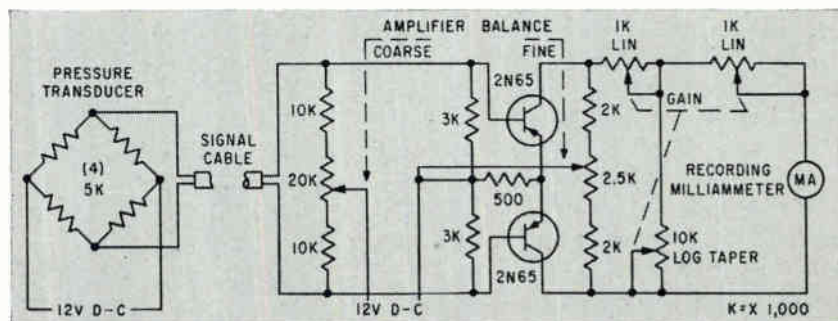 PRESSURE
TRANSDUCER
(4)
5K
12V D-C
SIGNAL
CABLE
AMPLIFIER BALANCE
COARSE
FINE
10K
20K
10K
3K
3K
12V D-C
2N65
500
2N65
2K
2.5K
2K
1K
LIN
1K
LIN
GAIN
RECORDING
MILLIAMMETER
MA
10K
LOG TAPER
K=X 1,000